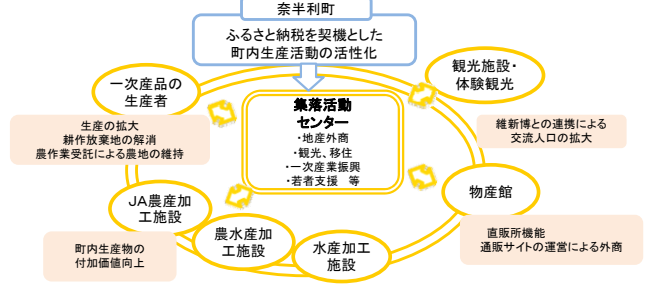 奈半利町
ふるさと納税を契機とした
町内生産活動の活性化
一次産品の
生産者
観光施設・
体験観光
集落活動
センター
・地産外商
・観光、移住
・一次産業振興
・若者支援　等
生産の拡大
耕作放棄地の解消
農作業受託による農地の維持
維新博との連携による
交流人口の拡大
JA農産加
工施設
農水産加
工施設
水産加工
施設
物産館
町内生産物の
付加価値向上
直販所機能
通販サイトの運営による外商